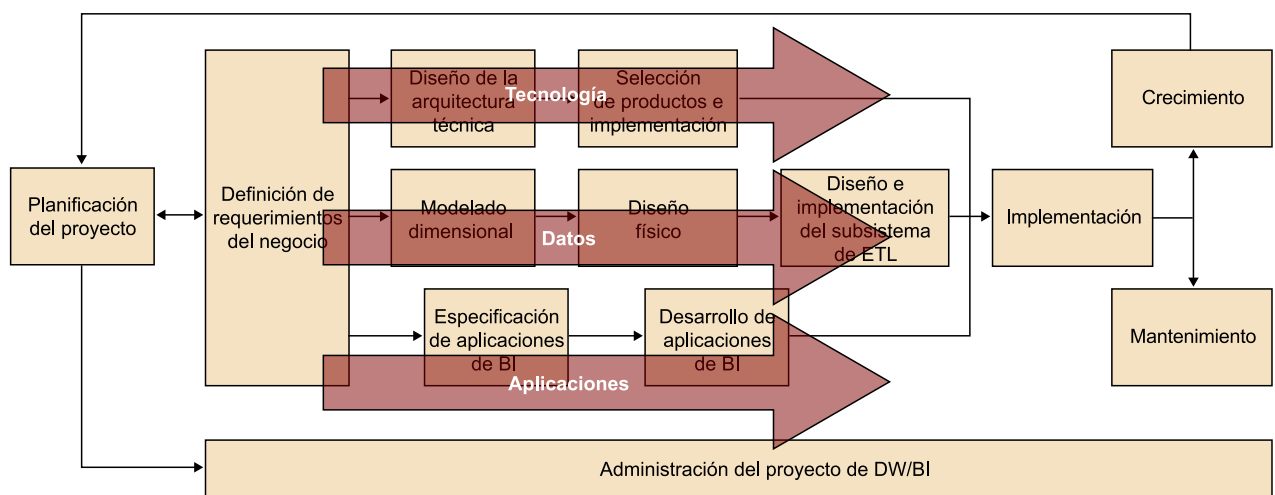 Planificación
del proyecto
Definición de
requerimientos
del negocio
Diseño de la
arquitectura
técnica
Selección
de productos e
implementación
Tecnología
Modelado
dimensional
Diseño
físico
Datos
Diseño e
implementación
del subsistema
de ETL
Especificación
de aplicaciones
de BI
Desarrollo de
aplicaciones
de BI
Aplicaciones
Implementación
Crecimiento
Mantenimiento
Administración del proyecto de DW/BI